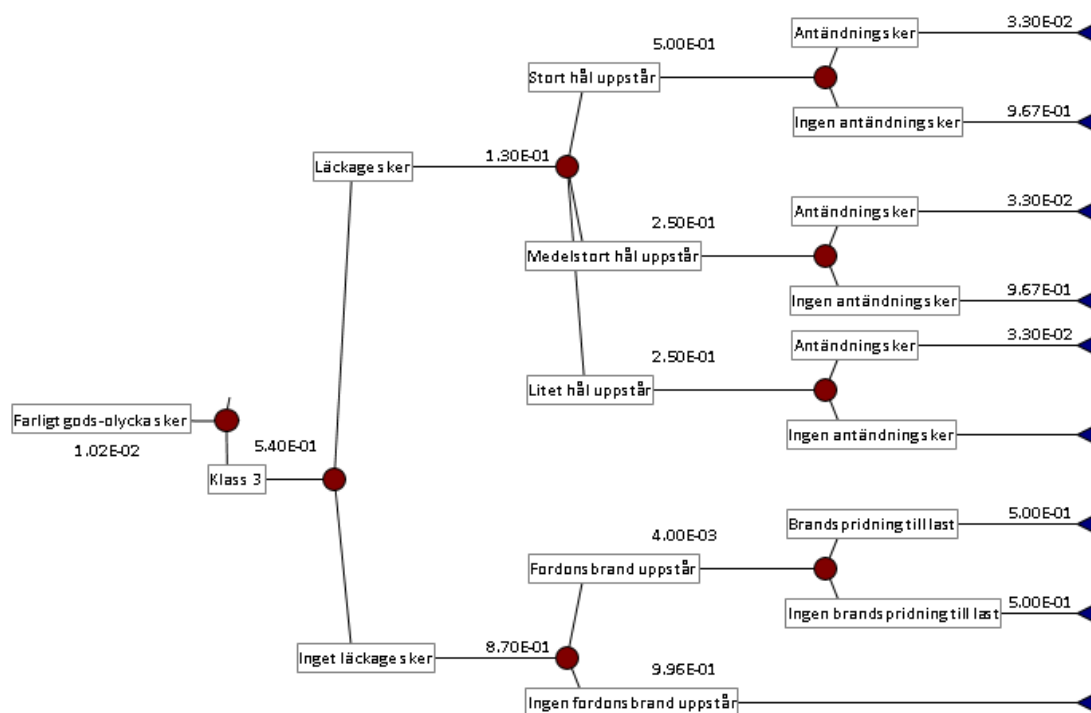 Antändning sker
3.30E-02
5.00E-01
Stort hål uppstår
Ingen antändning sker
9.67E-01
Läckage sker
1.30E-01
Antändning sker
3.30E-02
2.50E-01
Medelstort hål uppstår
Ingen antändning sker
9.67E-01
Antändning sker
3.30E-02
2.50E-01
Litet hål uppstår
Ingen antändning sker
Farligt gods-olycka sker
1.02E-02
5.40E-01
Klass 3
Brandspridning till last
5.00E-01
4.00E-03
Fordonsbrand uppstår
Ingen brandspridning till last
5.00E-01
Inget läckage sker
8.70E-01
9.96E-01
Ingen fordonsbrand uppstår